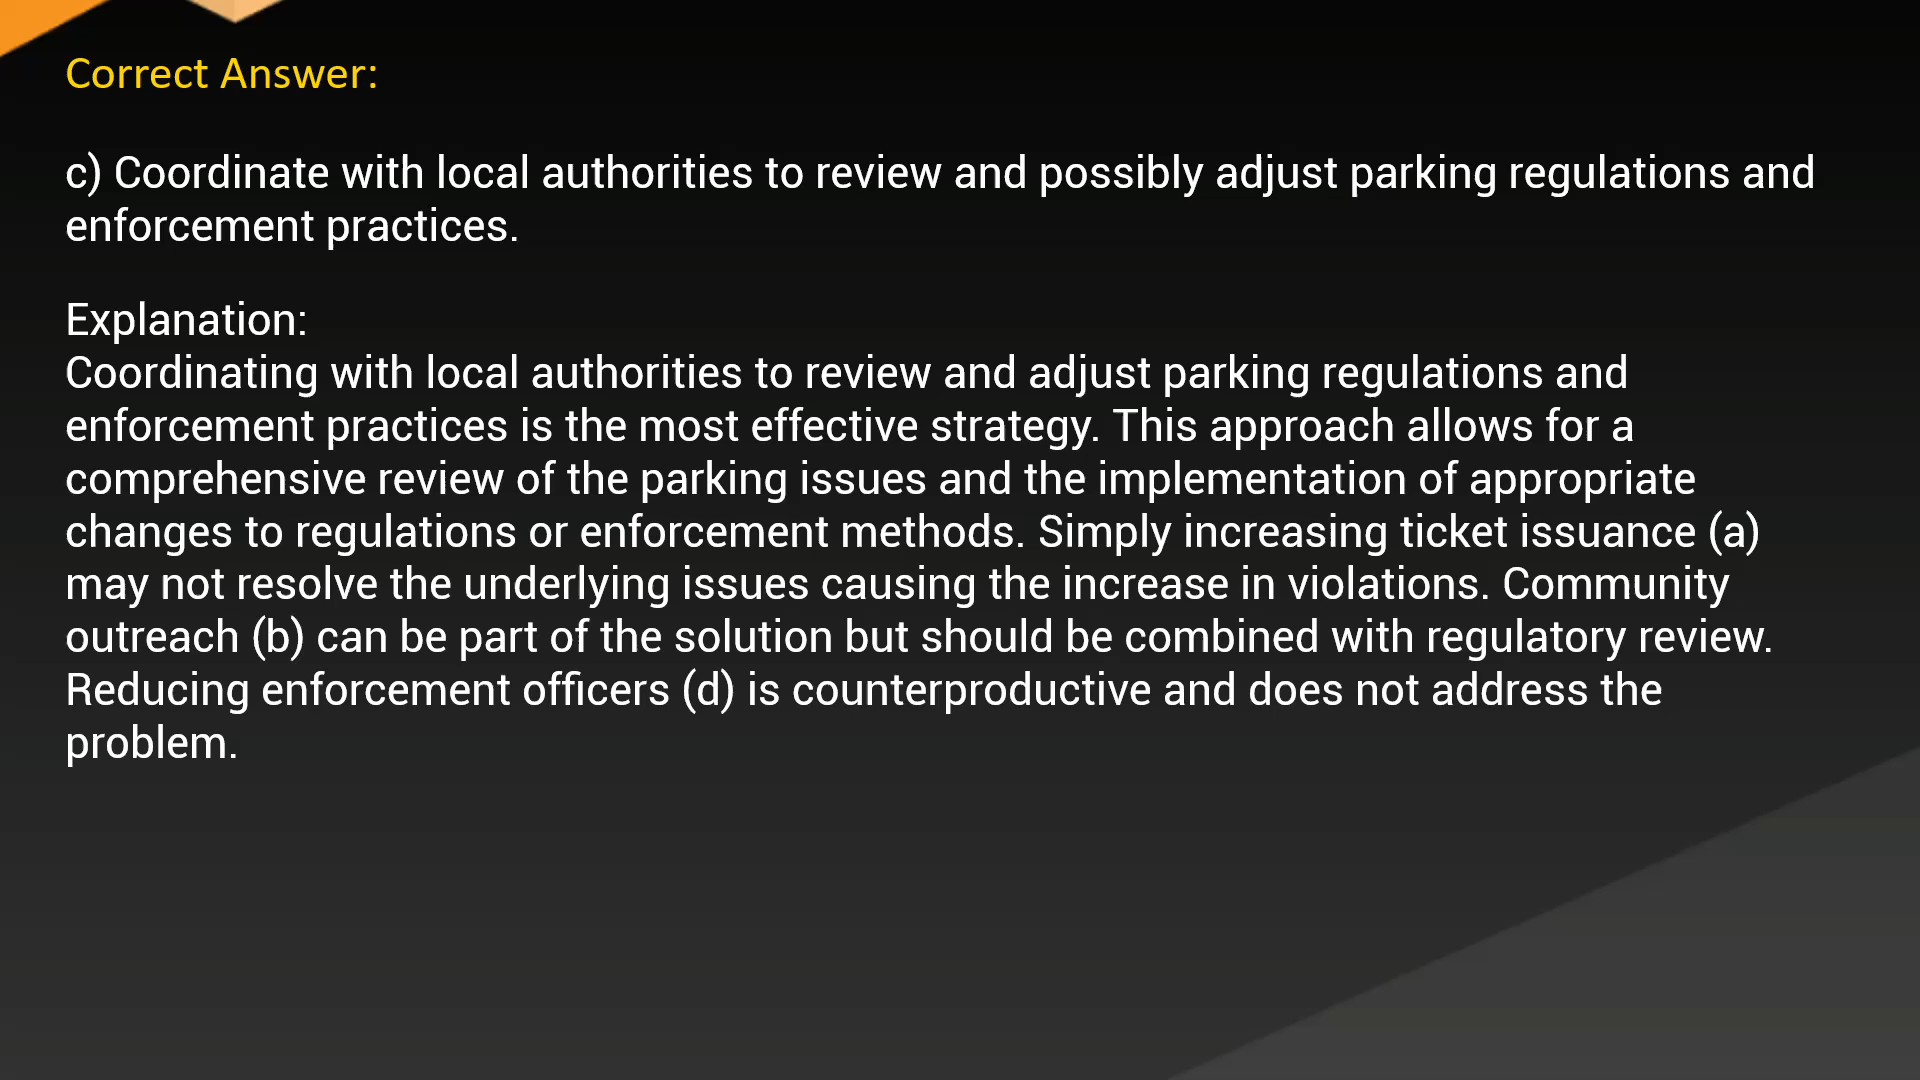 Correct Answer:
c) Coordinate with local authorities to review and possibly adjust parking regulations and
enforcement practices.
Explanation:
Coordinating with local authorities to review and adjust parking regulations and
enforcement practices is the most effective strategy. This approach allows for a
comprehensive review of the parking issues and the implementation of appropriate
changes to regulations or enforcement methods. Simply increasing ticket issuance (a)
may not resolve the underlying issues causing the increase in violations. Community
outreach (b) can be part of the solution but should be combined with regulatory review.
Reducing enforcement officers (d) is counterproductive and does not address the
problem.